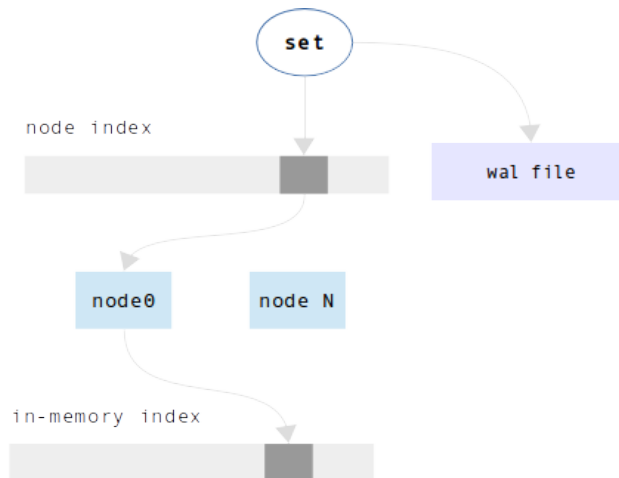 set
node index
wal file
node0
node N
in-memory index